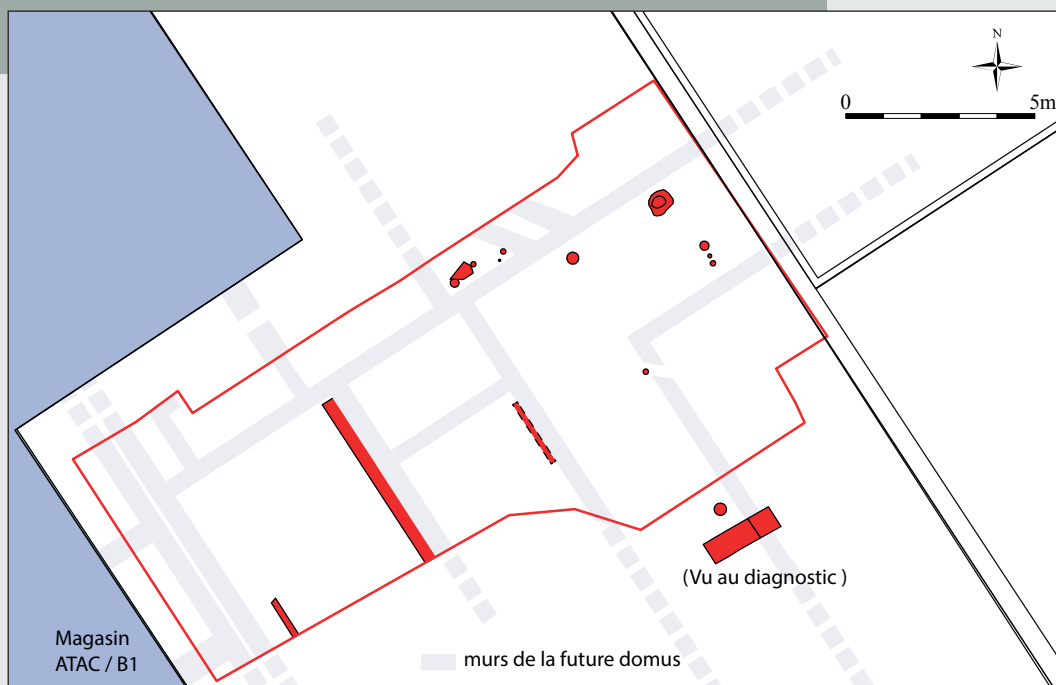 N
0 5m
(Vu au diagnostic )
Magasin
ATAC / B1
murs de la future domus